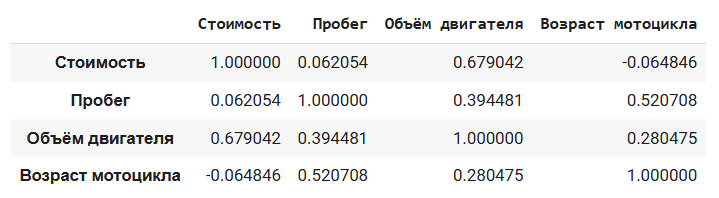 Стоимость Пробег Объём двигателя Возраст мотоцикла
Стоимость 1.000000 0.062054 0.679042 -0.064846
Пробег 0.062054 1.000000 0.394481 0.520708
Объём двигателя 0.679042 0.394481 1.000000 0.280475
Возраст мотоцикла -0.064846 0.520708 0.280475 1.000000